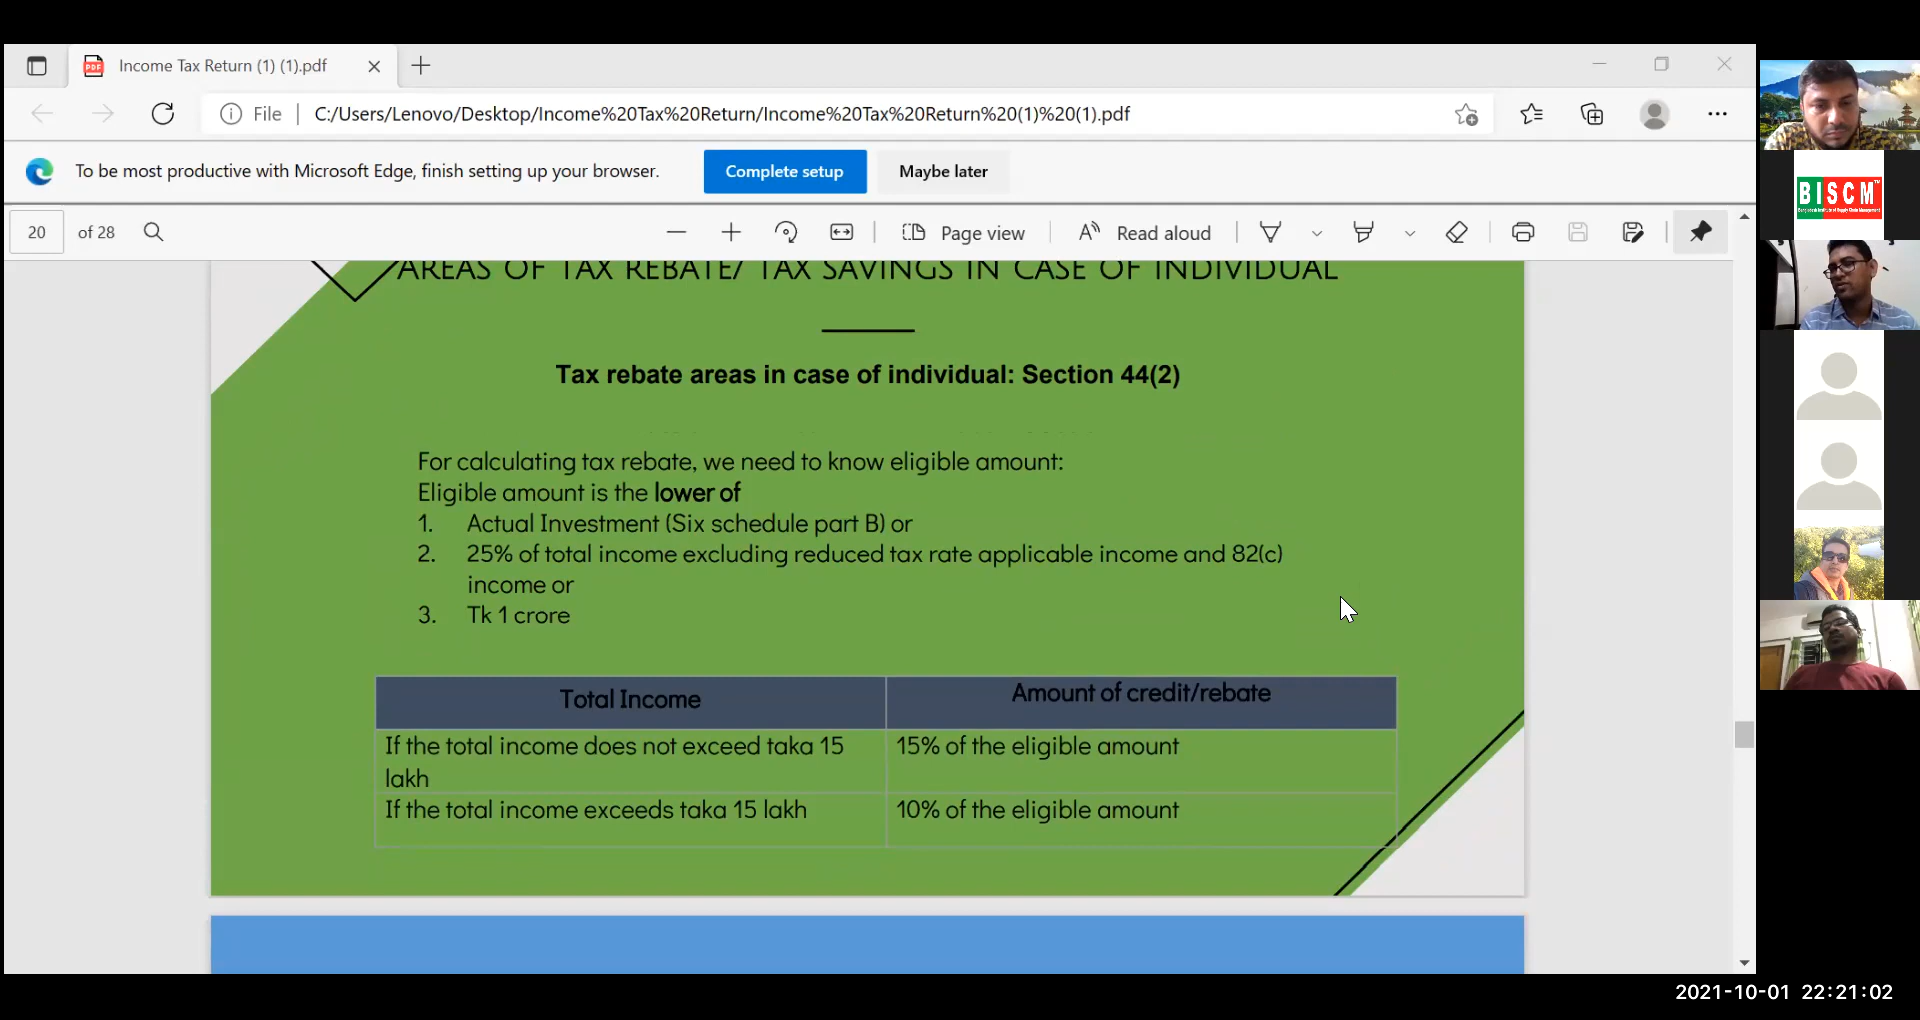 Income Tax Return (1) (1).pdf
File
C:/Users/Lenovo/Desktop/Income%20Tax%20Return/Income%20Tax%20Return%20(1)%20(1).pdf
To be most productive with Microsoft Edge, finish setting up your browser.
Complete setup
Maybe later
20 of 28
Page view
Read aloud
AREAS OF TAX REBATE/ TAX SAVINGS IN CASE OF INDIVIDUAL
Tax rebate areas in case of individual: Section 44(2)
For calculating tax rebate, we need to know eligible amount:
Eligible amount is the lower of
1. Actual Investment (Six schedule part B) or
2. 25% of total income excluding reduced tax rate applicable income and 82(c)
income or
3. Tk 1 crore
Total Income
Amount of credit/rebate
If the total income does not exceed taka 15
lakh
15% of the eligible amount
If the total income exceeds taka 15 lakh
10% of the eligible amount
BISCM
Bangladesh Institute of Supply Chain Management
2021-10-01 22:21:02